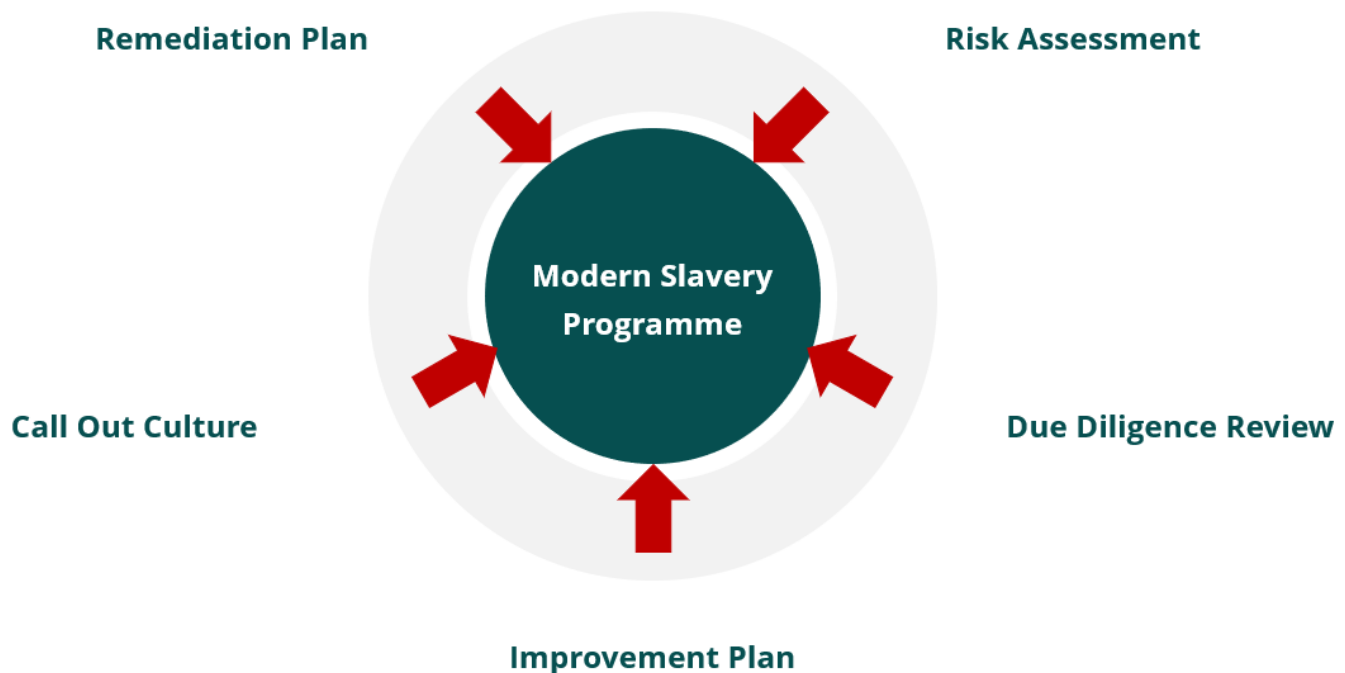 Remediation Plan
Risk Assessment
Modern Slavery
Programme
Call Out Culture
Due Diligence Review
Improvement Plan